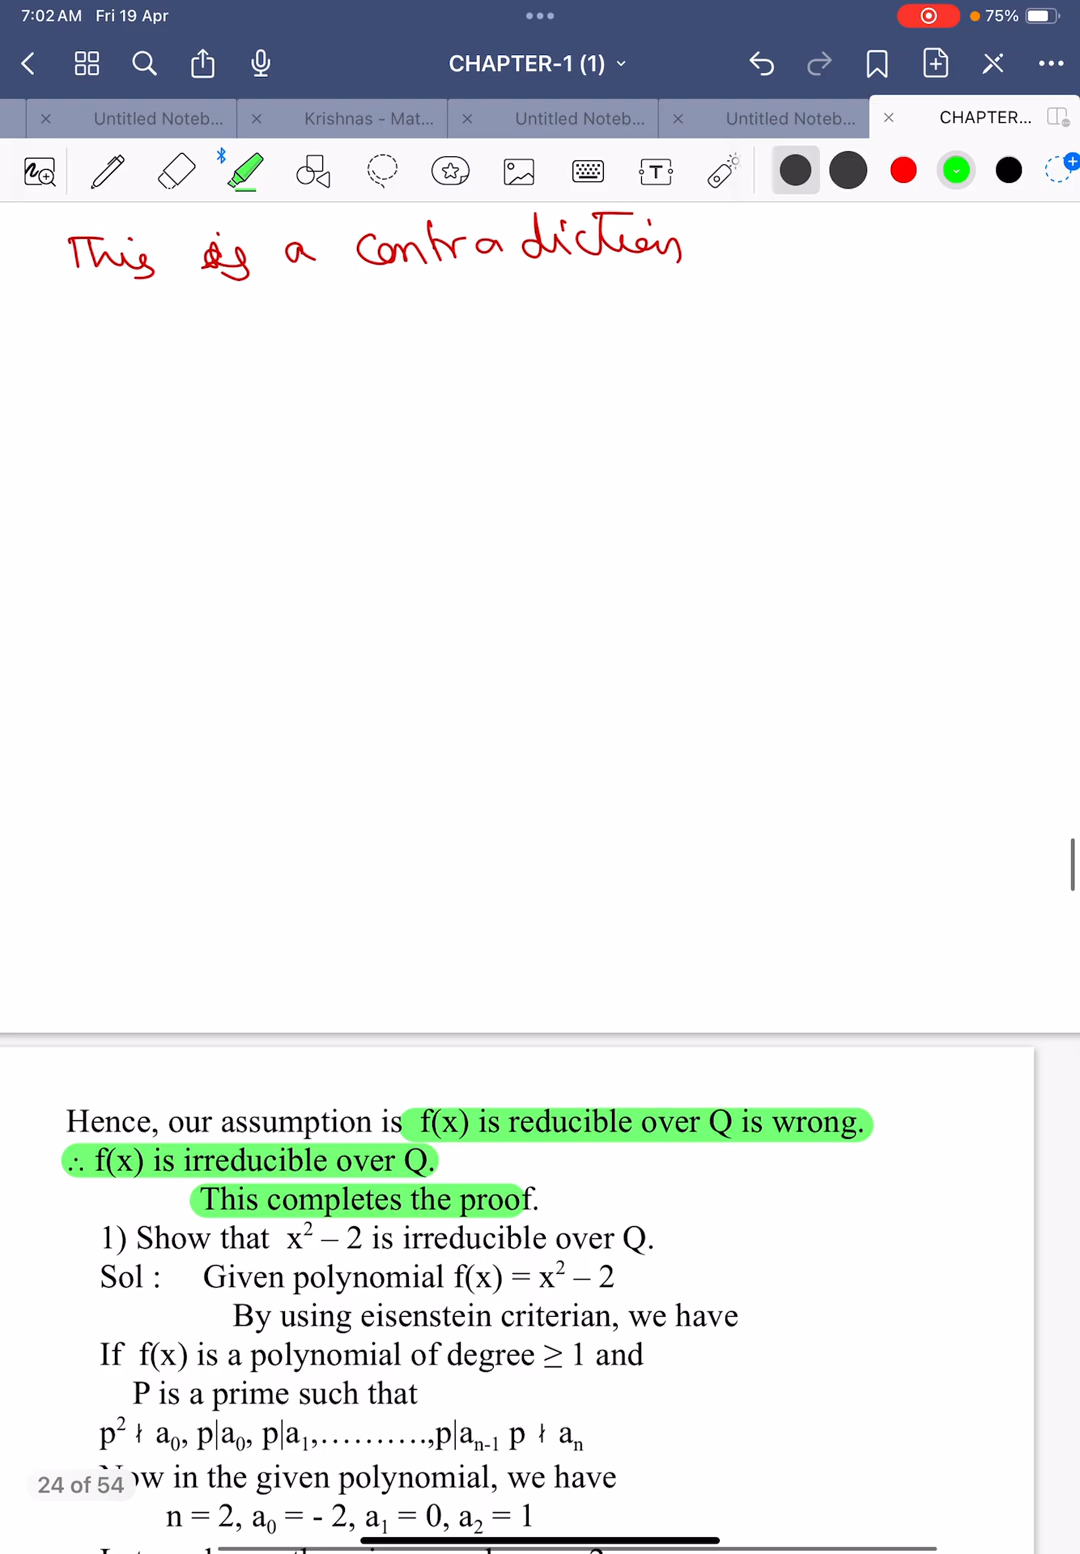 7:02 AM Fri 19 Apr
75%
CHAPTER-1 (1)
Untitled Noteb...
Krishnas - Mat...
Untitled Noteb...
Untitled Noteb...
CHAPTER...
This is a contradiction
Hence, our assumption is f(x) is reducible over Q is wrong.
∴ f(x) is irreducible over Q.
This completes the proof.
1) Show that x² – 2 is irreducible over Q.
Sol : Given polynomial f(x) = x² – 2
By using eisenstein criterian, we have
If f(x) is a polynomial of degree ≥ 1 and
P is a prime such that
p² ∤ a₀, p|a₀, p|a₁,..........,p|aₙ₋₁ p ∤ aₙ
24 of 54
in the given polynomial, we have
n = 2, a₀ = - 2, a₁ = 0, a₂ = 1